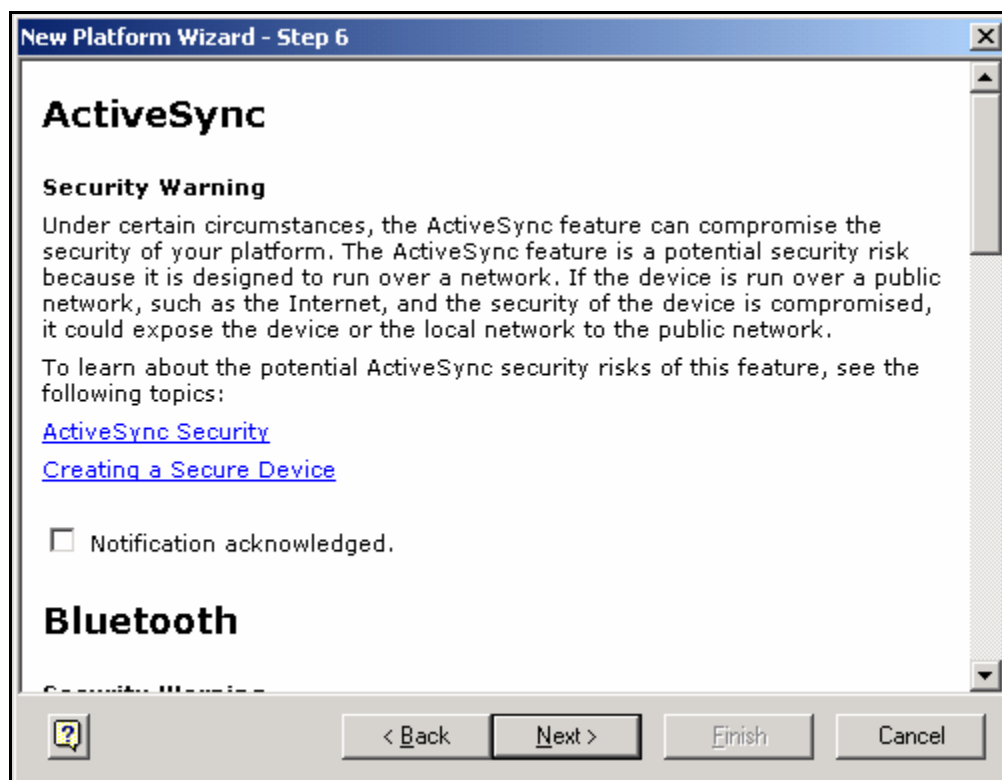 New Platform Wizard - Step 6
ActiveSync
Security Warning
Under certain circumstances, the ActiveSync feature can compromise the
security of your platform. The ActiveSync feature is a potential security risk
because it is designed to run over a network. If the device is run over a public
network, such as the Internet, and the security of the device is compromised,
it could expose the device or the local network to the public network.
To learn about the potential ActiveSync security risks of this feature, see the
following topics:
ActiveSync Security
Creating a Secure Device
Notification acknowledged.
Bluetooth
Security Warning
?
< Back
Next >
Finish
Cancel